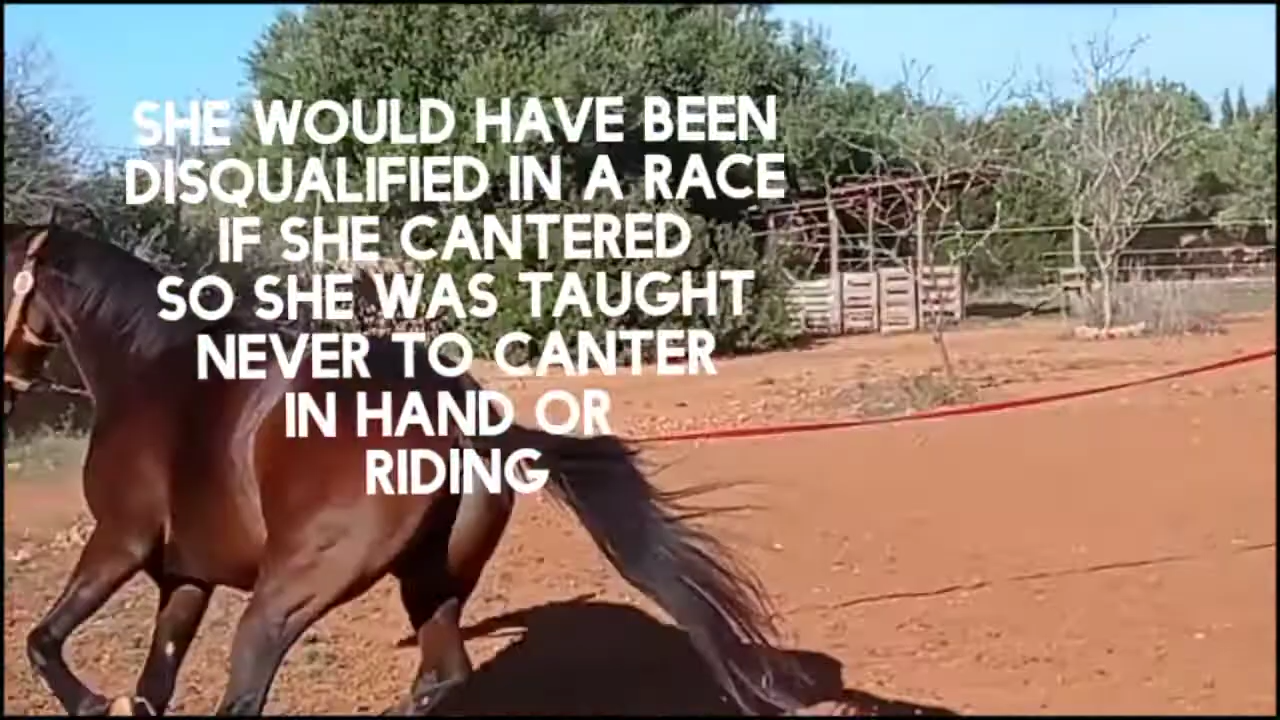 SHE WOULD HAVE BEEN
DISQUALIFIED IN A RACE
IF SHE CANTERED
SO SHE WAS TAUGHT
NEVER TO CANTER
IN HAND OR
RIDING